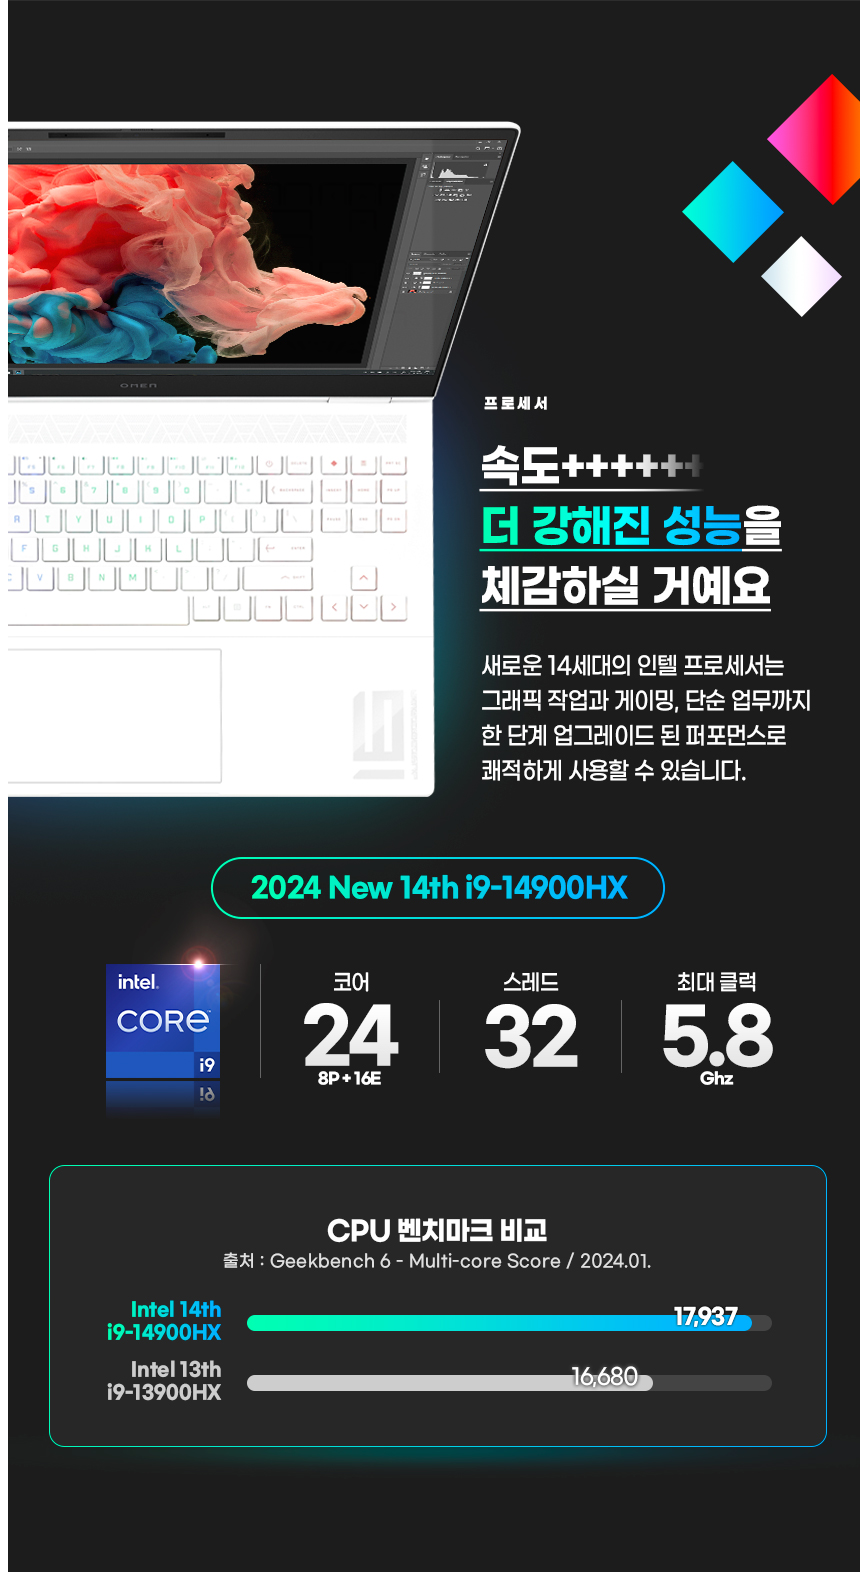 OMEN
프로세서
속도+++++++
더 강해진 성능을
체감하실 거예요
새로운 14세대의 인텔 프로세서는
그래픽 작업과 게이밍, 단순 업무까지
한 단계 업그레이드 된 퍼포먼스로
쾌적하게 사용할 수 있습니다.
16
2024 New 14th i9-14900HX
intel.
CORE™
i9
코어
24
8P + 16E
스레드
32
최대 클럭
5.8
Ghz
CPU 벤치마크 비교
출처 : Geekbench 6 - Multi-core Score / 2024.01.
Intel 14th
i9-14900HX
17,937
Intel 13th
i9-13900HX
16,680